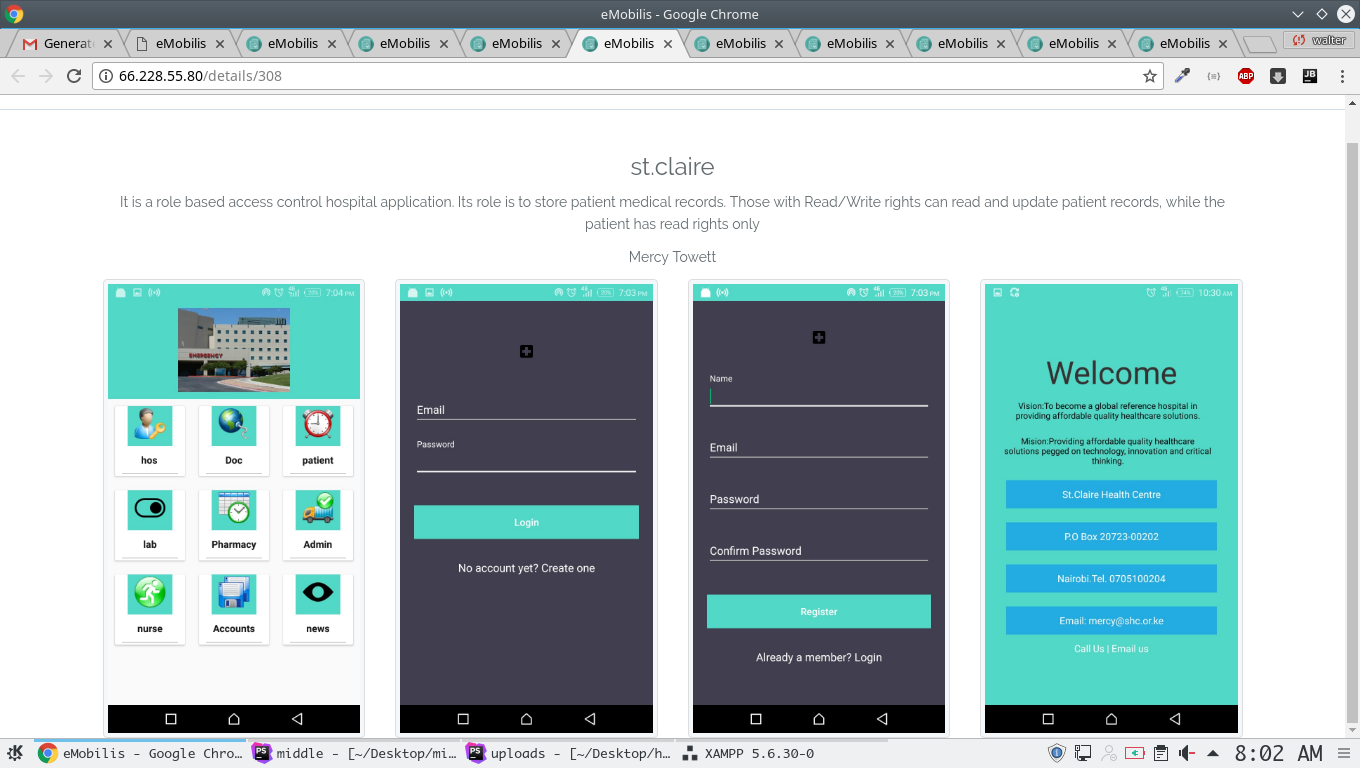 eMobilis - Google Chrome
Generat
eMobilis
eMobilis
eMobilis
eMobilis
eMobilis
eMobilis
eMobilis
eMobilis
eMobilis
eMobilis
walter
66.228.55.80/details/308
ABP
JB
st.claire
It is a role based access control hospital application. Its role is to store patient medical records. Those with Read/Write rights can read and update patient records, while the
patient has read rights only
Mercy Towett
7:04 PM
EMERGENCY
hos
Doc
patient
lab
Pharmacy
Admin
nurse
Accounts
news
7:03 PM
Email
Password
Login
No account yet? Create one
7:03 PM
Name
Email
Password
Confirm Password
Register
Already a member? Login
10:30 AM
Welcome
Vision:To become a global reference hospital in
providing affordable quality healthcare solutions.
Mision:Providing affordable quality healthcare
solutions pegged on technology, innovation and critical
thinking.
St.Claire Health Centre
P.O Box 20723-00202
Nairobi.Tel. 0705100204
Email: mercy@shc.or.ke
Call Us | Email us
eMobilis - Google Chro...
PS
middle - [~/Desktop/mi...
PS
uploads - [~/Desktop/h...
XAMPP 5.6.30-0
8:02 AM